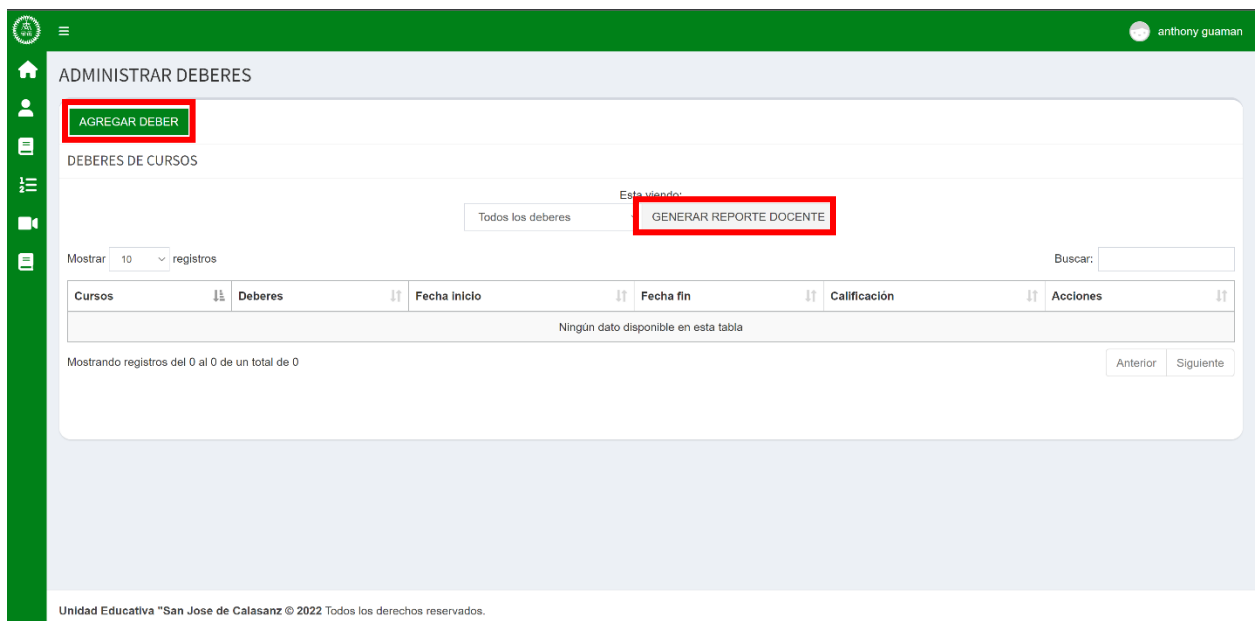 anthony guaman
ADMINISTRAR DEBERES
AGREGAR DEBER
DEBERES DE CURSOS
Esta viendo:
Todos los deberes GENERAR REPORTE DOCENTE
Mostrar 10 registros Buscar:
Cursos Deberes Fecha inicio Fecha fin Calificación Acciones
Ningún dato disponible en esta tabla
Mostrando registros del 0 al 0 de un total de 0 Anterior Siguiente
Unidad Educativa "San Jose de Calasanz © 2022 Todos los derechos reservados.